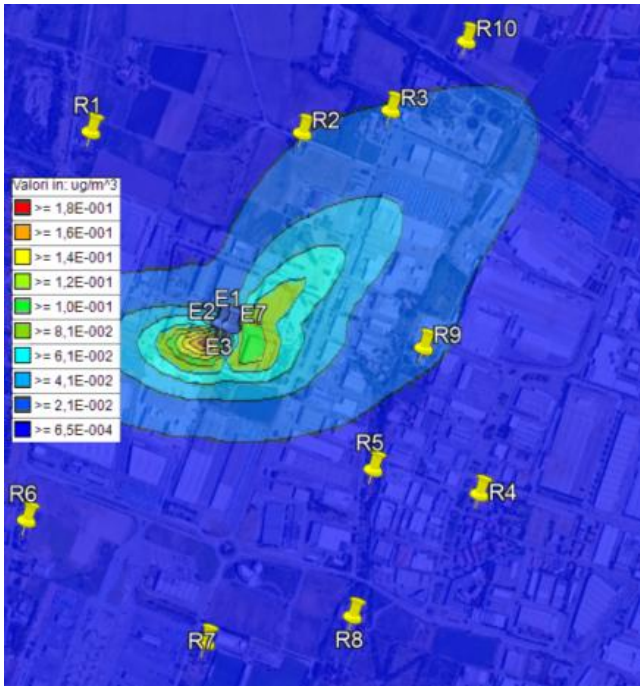 R10
R3
R1
R2
Valori in: ug/m^3
>= 1,8E-001
>= 1,6E-001
>= 1,4E-001
>= 1,2E-001
>= 1,0E-001
>= 8,1E-002
>= 6,1E-002
>= 4,1E-002
>= 2,1E-002
>= 6,5E-004
E1
E2
E7
E3
R9
R5
R4
R6
R7
R8